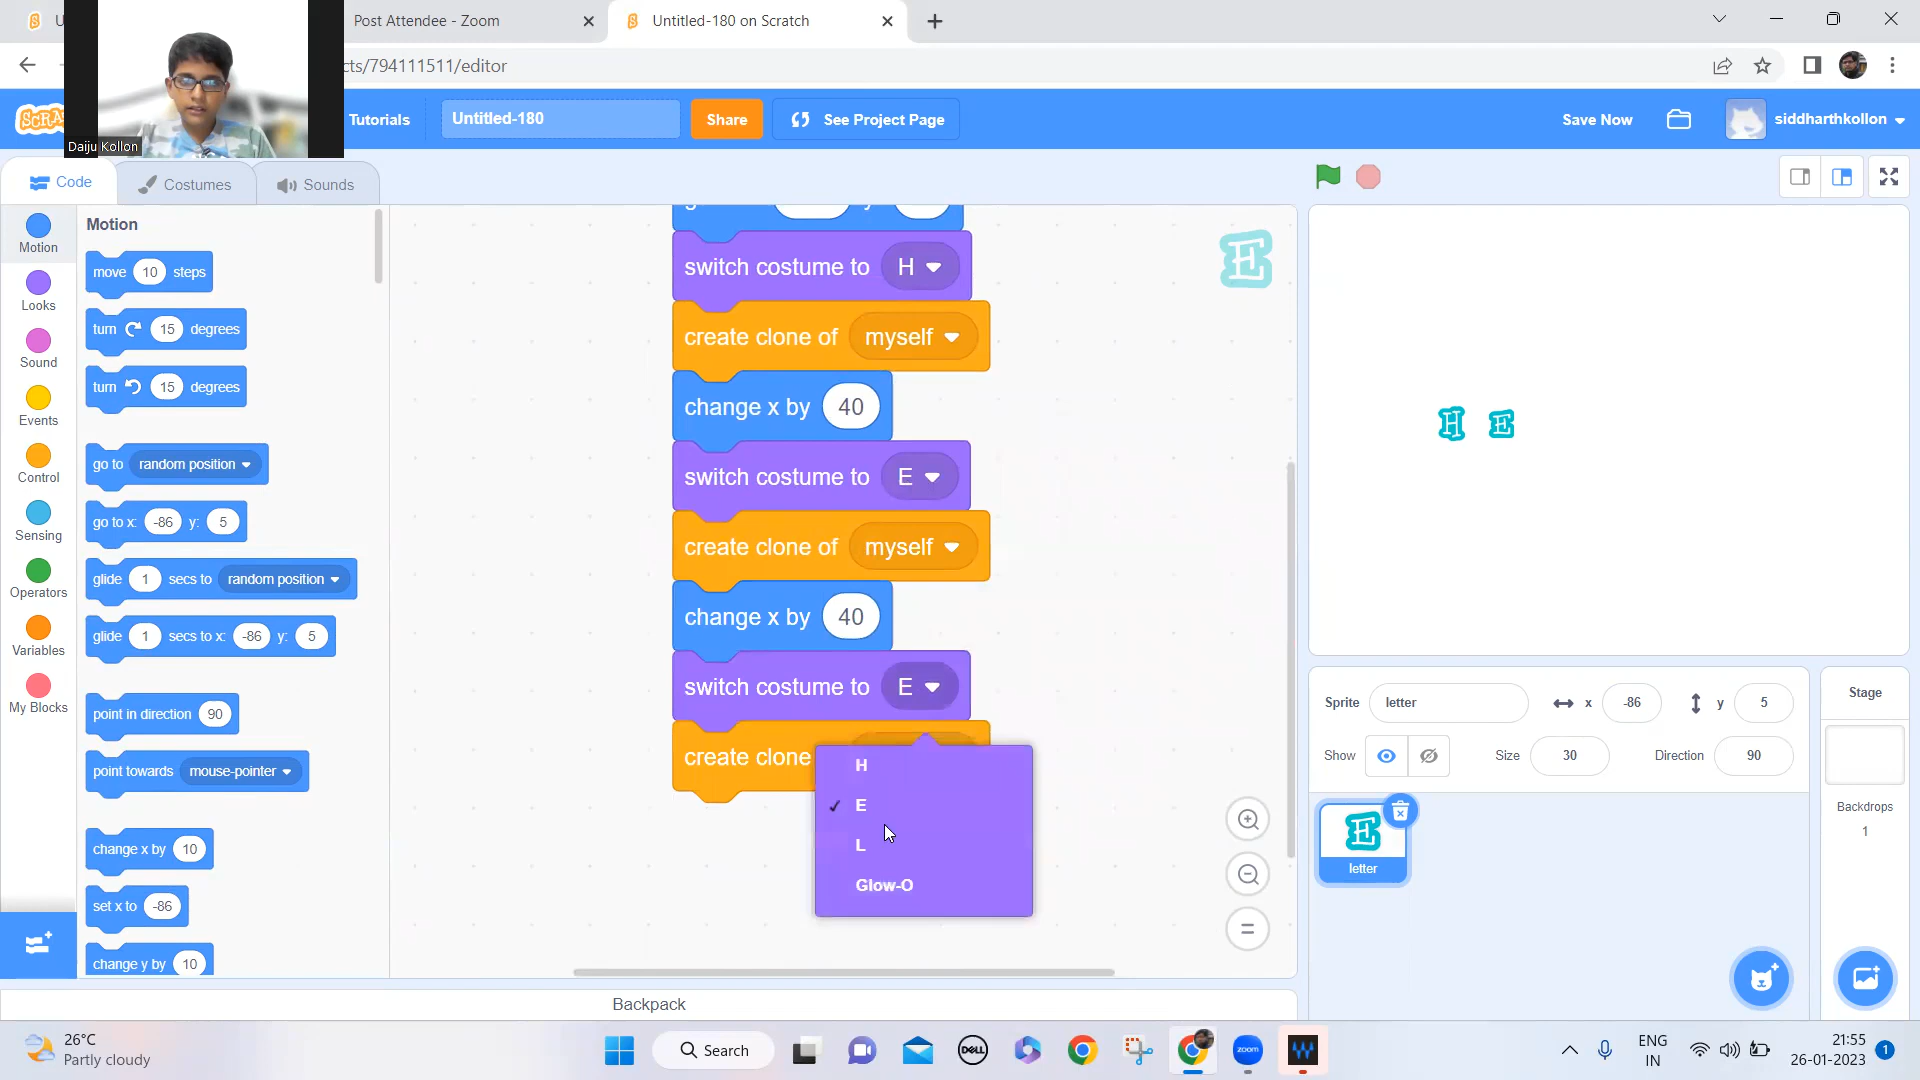 Post Attendee - Zoom
Untitled-180 on Scratch
cts/794111511/editor
Tutorials
Untitled-180
Share
See Project Page
Save Now
siddharthkollon
Daiju Kollon
Code
Costumes
Sounds
Motion
Looks
Sound
Events
Control
Sensing
Operators
Variables
My Blocks
Motion
move 10 steps
turn 15 degrees
turn 15 degrees
go to random position
go to x: -86 y: 5
glide 1 secs to random position
glide 1 secs to x: -86 y: 5
point in direction 90
point towards mouse-pointer
change x by 10
set x to -86
change y by 10
switch costume to H
create clone of myself
change x by 40
switch costume to E
create clone of myself
change x by 40
switch costume to E
create clone
H
✓ E
L
Glow-O
E
H E
Sprite letter x -86 y 5
Show Size 30 Direction 90
E
letter
Stage
Backdrops
1
Backpack
26°C
Partly cloudy
Search
DELL
zoom
ENG
IN
21:55
26-01-2023
1